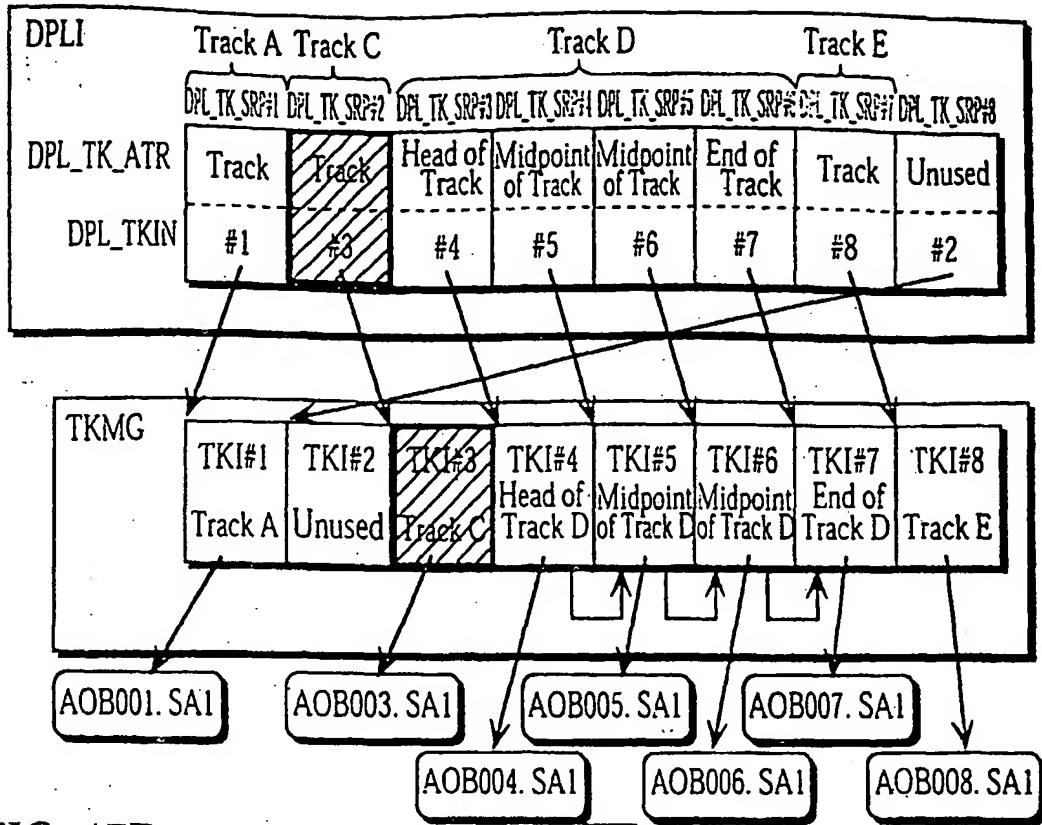 DPLI
Track A Track C Track D Track E
DPL_TK_SRP#1 DPL_TK_SRP#2 DPL_TK_SRP#3 DPL_TK_SRP#4 DPL_TK_SRP#5 DPL_TK_SRP#6 DPL_TK_SRP#7 DPL_TK_SRP#8
DPL_TK_ATR
Track Track Head of Track Midpoint of Track Midpoint of Track End of Track Track Unused
DPL_TKIN
#1 #3 #4 #5 #6 #7 #8 #2
TKMG
TKI#1 TKI#2 TKI#3 TKI#4 TKI#5 TKI#6 TKI#7 TKI#8
Head of Midpoint Midpoint End of
Track A Unused Track C Track D of Track D of Track D Track D Track E
AOB001. SA1 AOB003. SA1 AOB005. SA1 AOB007. SA1
AOB004. SA1 AOB006. SA1 AOB008. SA1